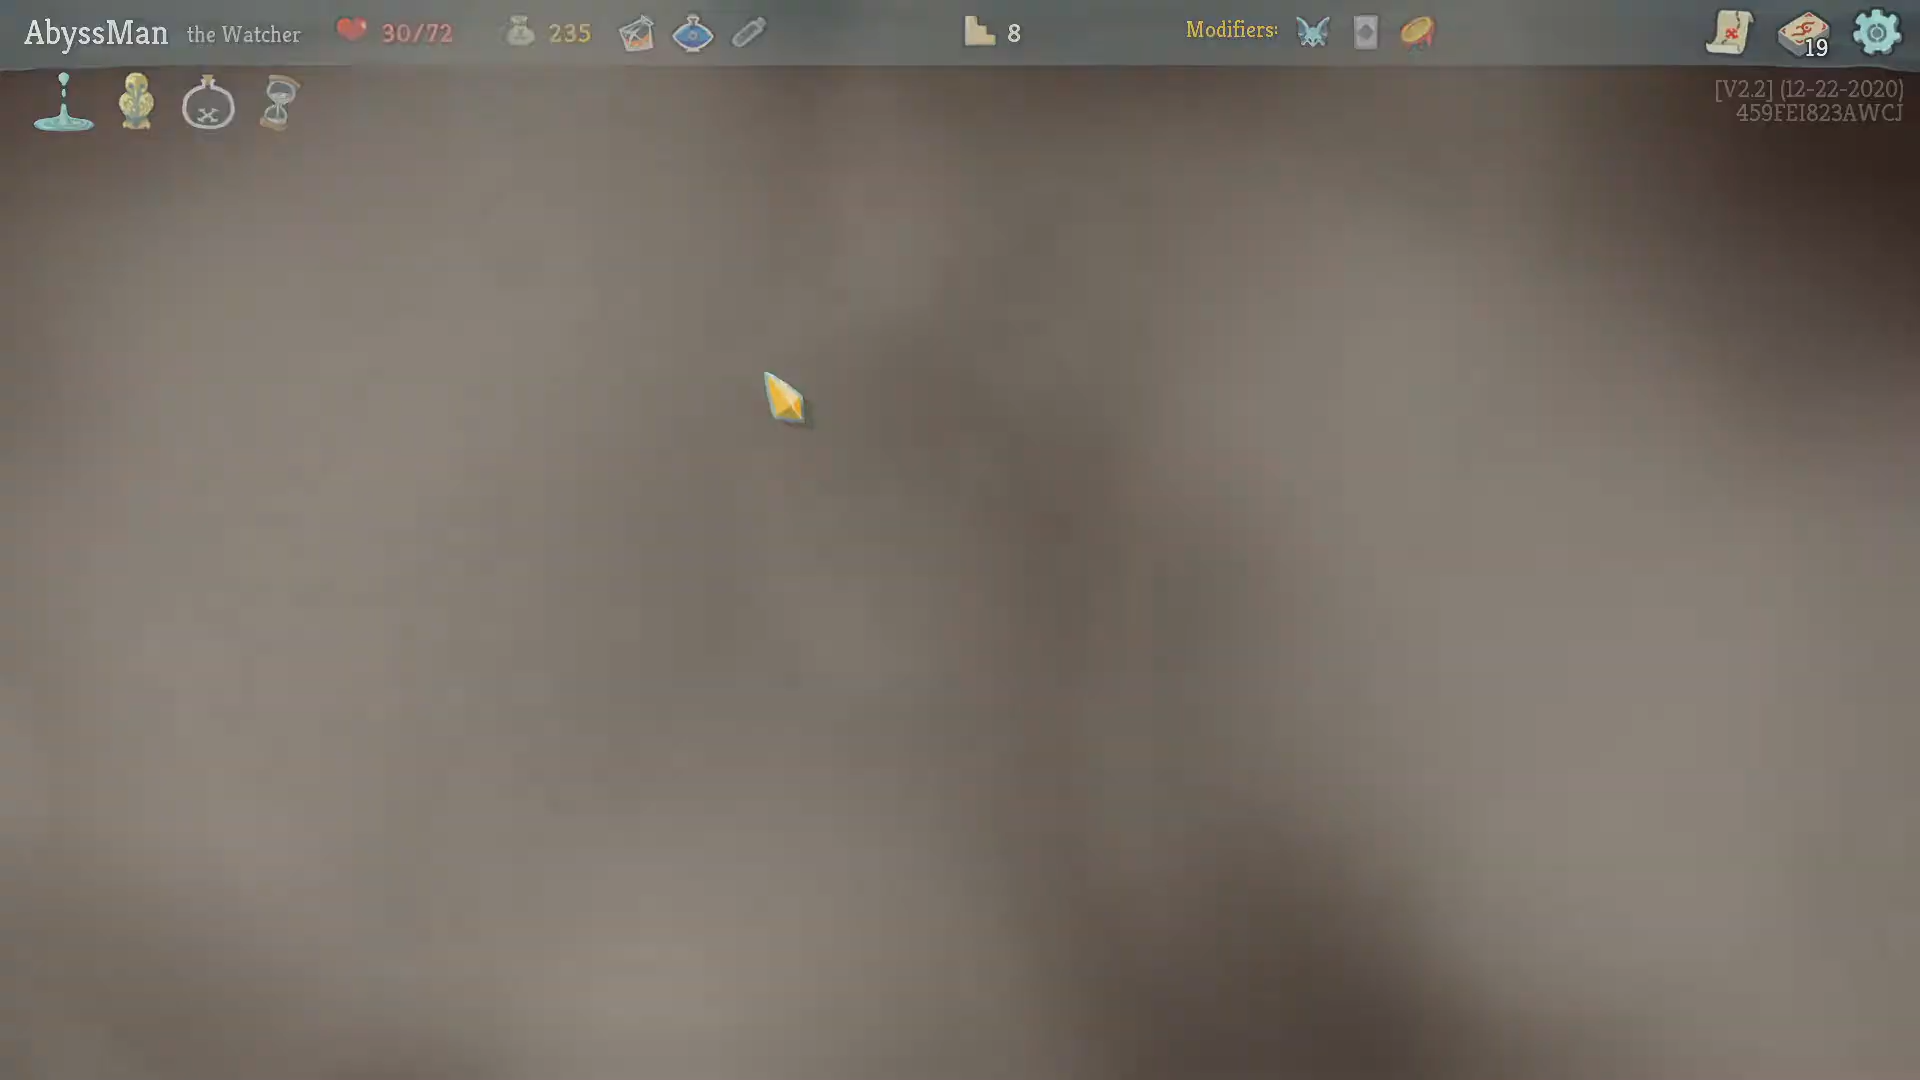 AbyssMan the Watcher 30/72 235 8 Modifiers: 19
[V2.2] (12-22-2020)
459FEI823AWCJ